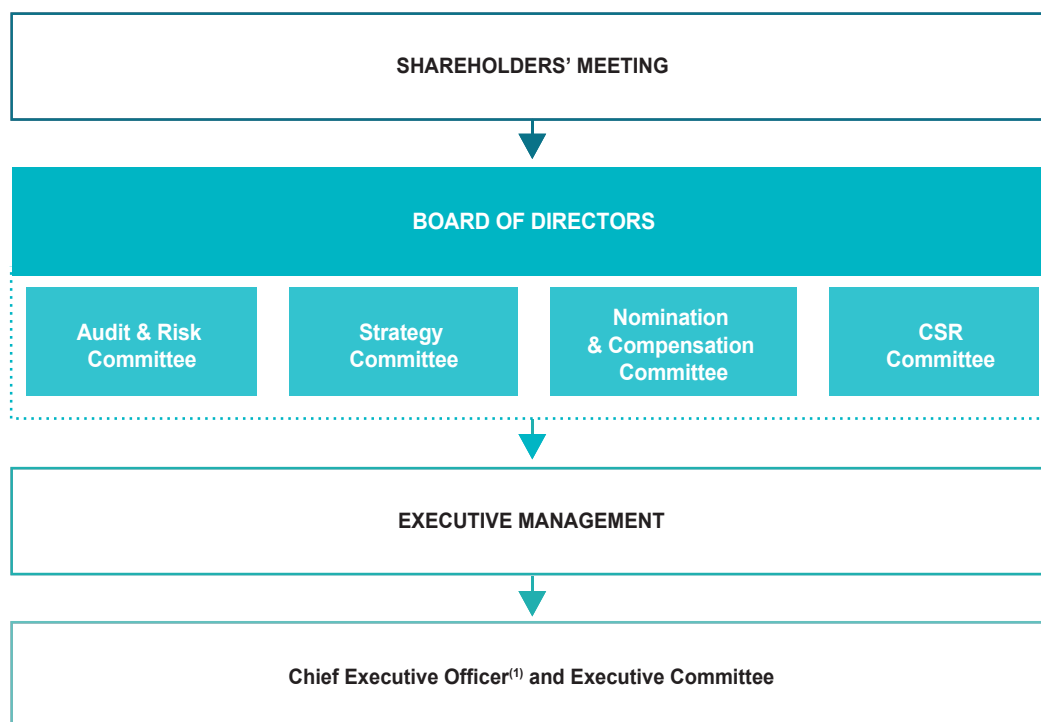 SHAREHOLDERS’ MEETING
BOARD OF DIRECTORS
Audit & Risk
Committee
Strategy
Committee
Nomination
& Compensation
Committee
CSR
Committee
EXECUTIVE MANAGEMENT
Chief Executive Officer(1) and Executive Committee